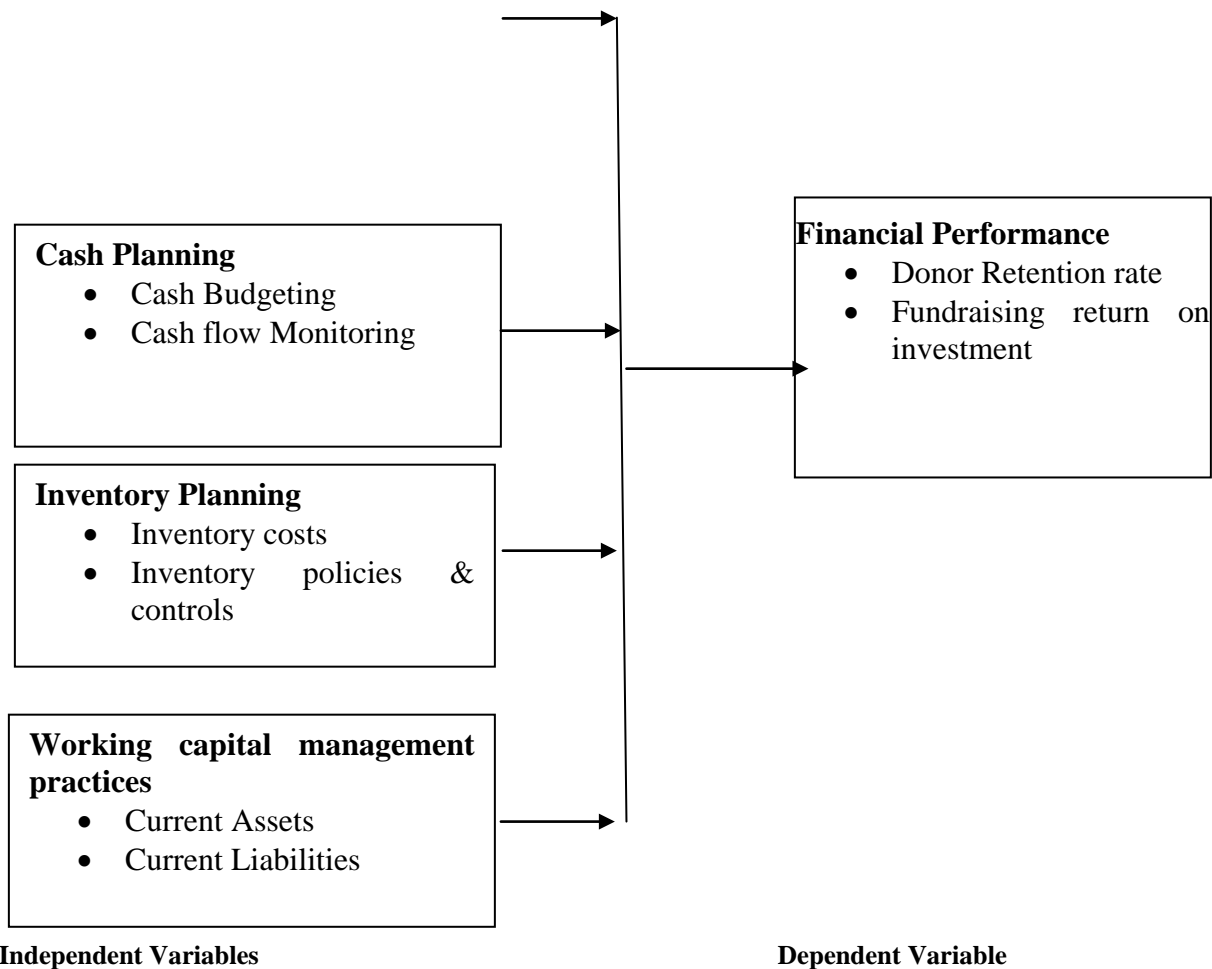 Cash Planning
• Cash Budgeting
• Cash flow Monitoring
Inventory Planning
• Inventory costs
• Inventory policies &
controls
Working capital management
practices
• Current Assets
• Current Liabilities
Financial Performance
• Donor Retention rate
• Fundraising return on
investment
Independent Variables
Dependent Variable